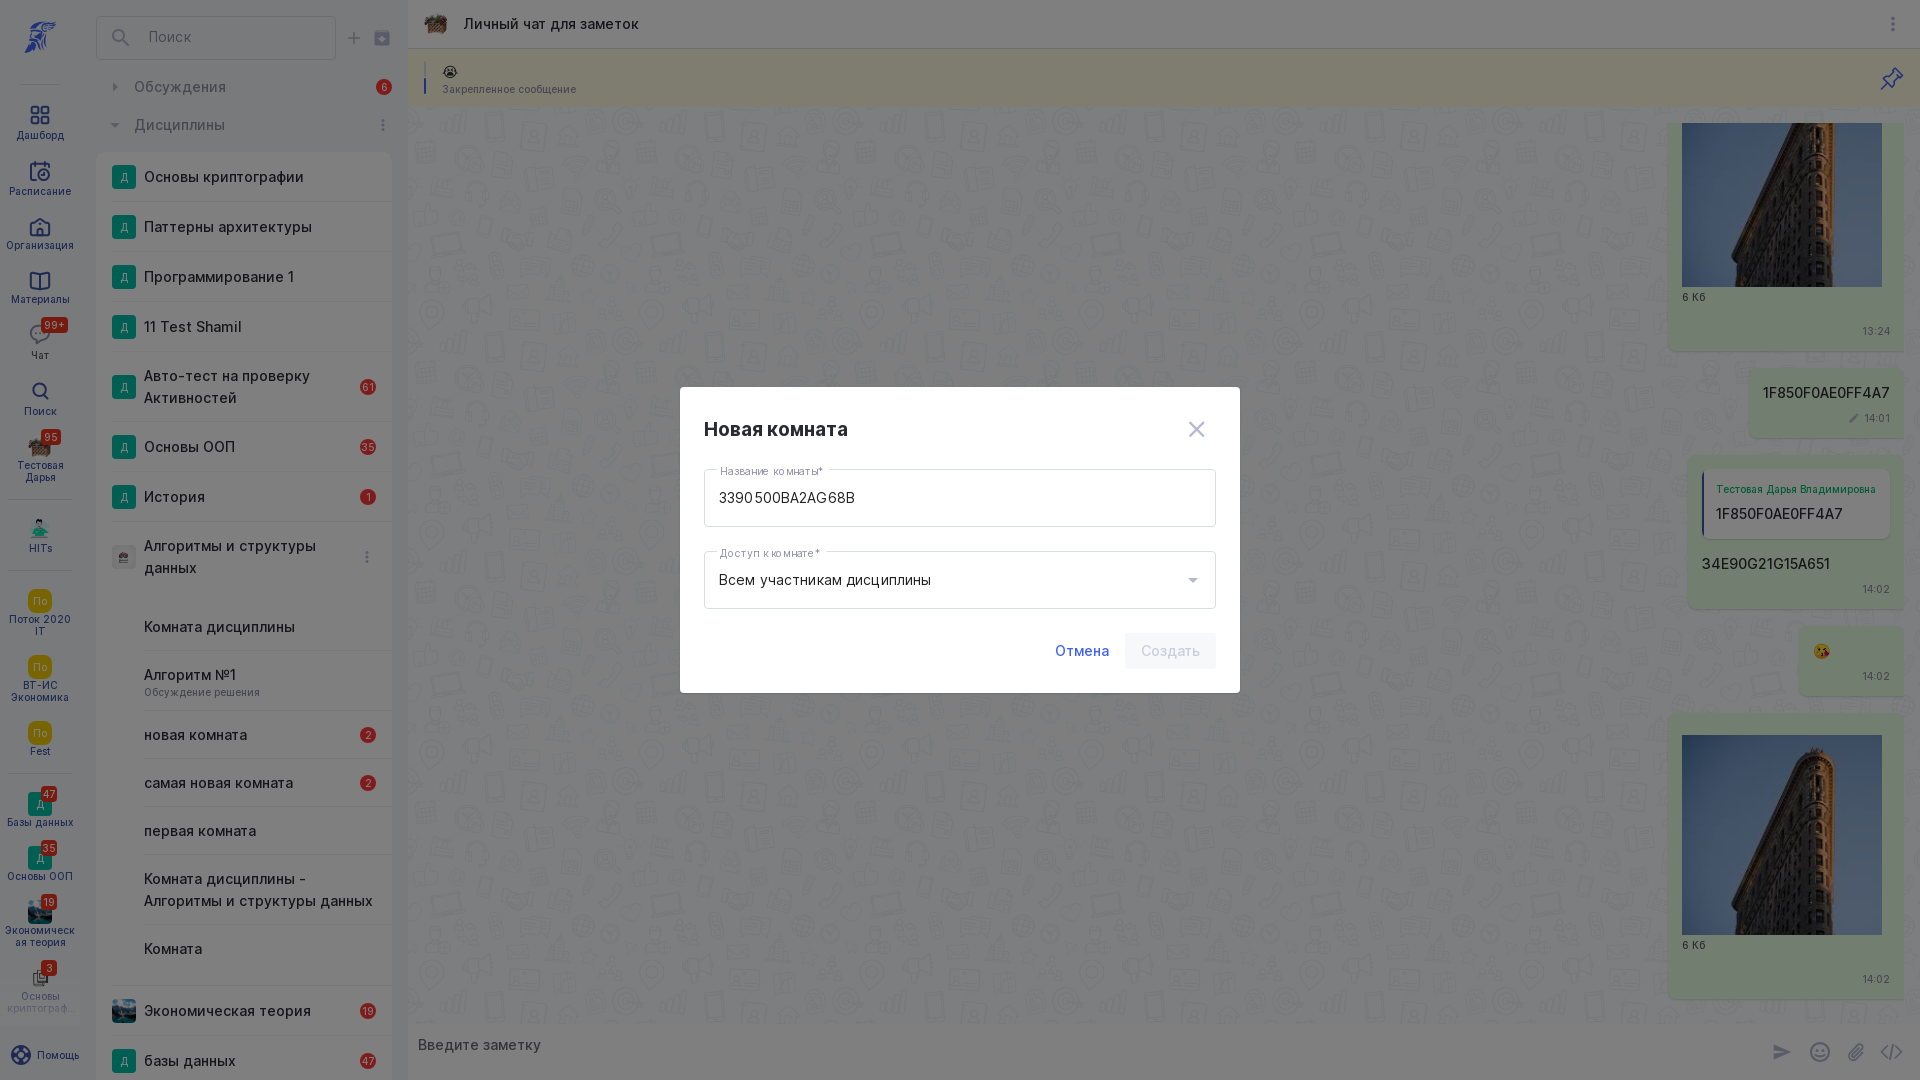 Дашборд
Расписание
Организация
Материалы
99+
Чат
Поиск
95
Тестовая
Дарья
HITs
По
Поток 2020
IT
По
ВТ-ИС
Экономика
По
Fest
47
Д
Базы данных
35
Д
Основы ООП
19
Экономическ
ая теория
3
Основы
криптограф...
Помощь
Поиск
Обсуждения
6
Дисциплины
Д
Основы криптографии
Д
Паттерны архитектуры
Д
Программирование 1
Д
11 Test Shamil
Д
Авто-тест на проверку
Активностей
61
Д
Основы ООП
35
Д
История
1
Алгоритмы и структуры
данных
Комната дисциплины
Алгоритм №1
Обсуждение решения
новая комната
2
самая новая комната
2
первая комната
Комната дисциплины -
Алгоритмы и структуры данных
Комната
Экономическая теория
19
Д
базы данных
47
Личный чат для заметок
Закрепленное сообщение
6 Кб
13:24
1F850F0AE0FF4A7
14:01
Тестовая Дарья Владимировна
1F850F0AE0FF4A7
34E90G21G15A651
14:02
14:02
6 Кб
14:02
Введите заметку
Новая комната
Название комнаты*
3390500BA2AG68B
Доступ к комнате*
Всем участникам дисциплины
Отмена
Создать